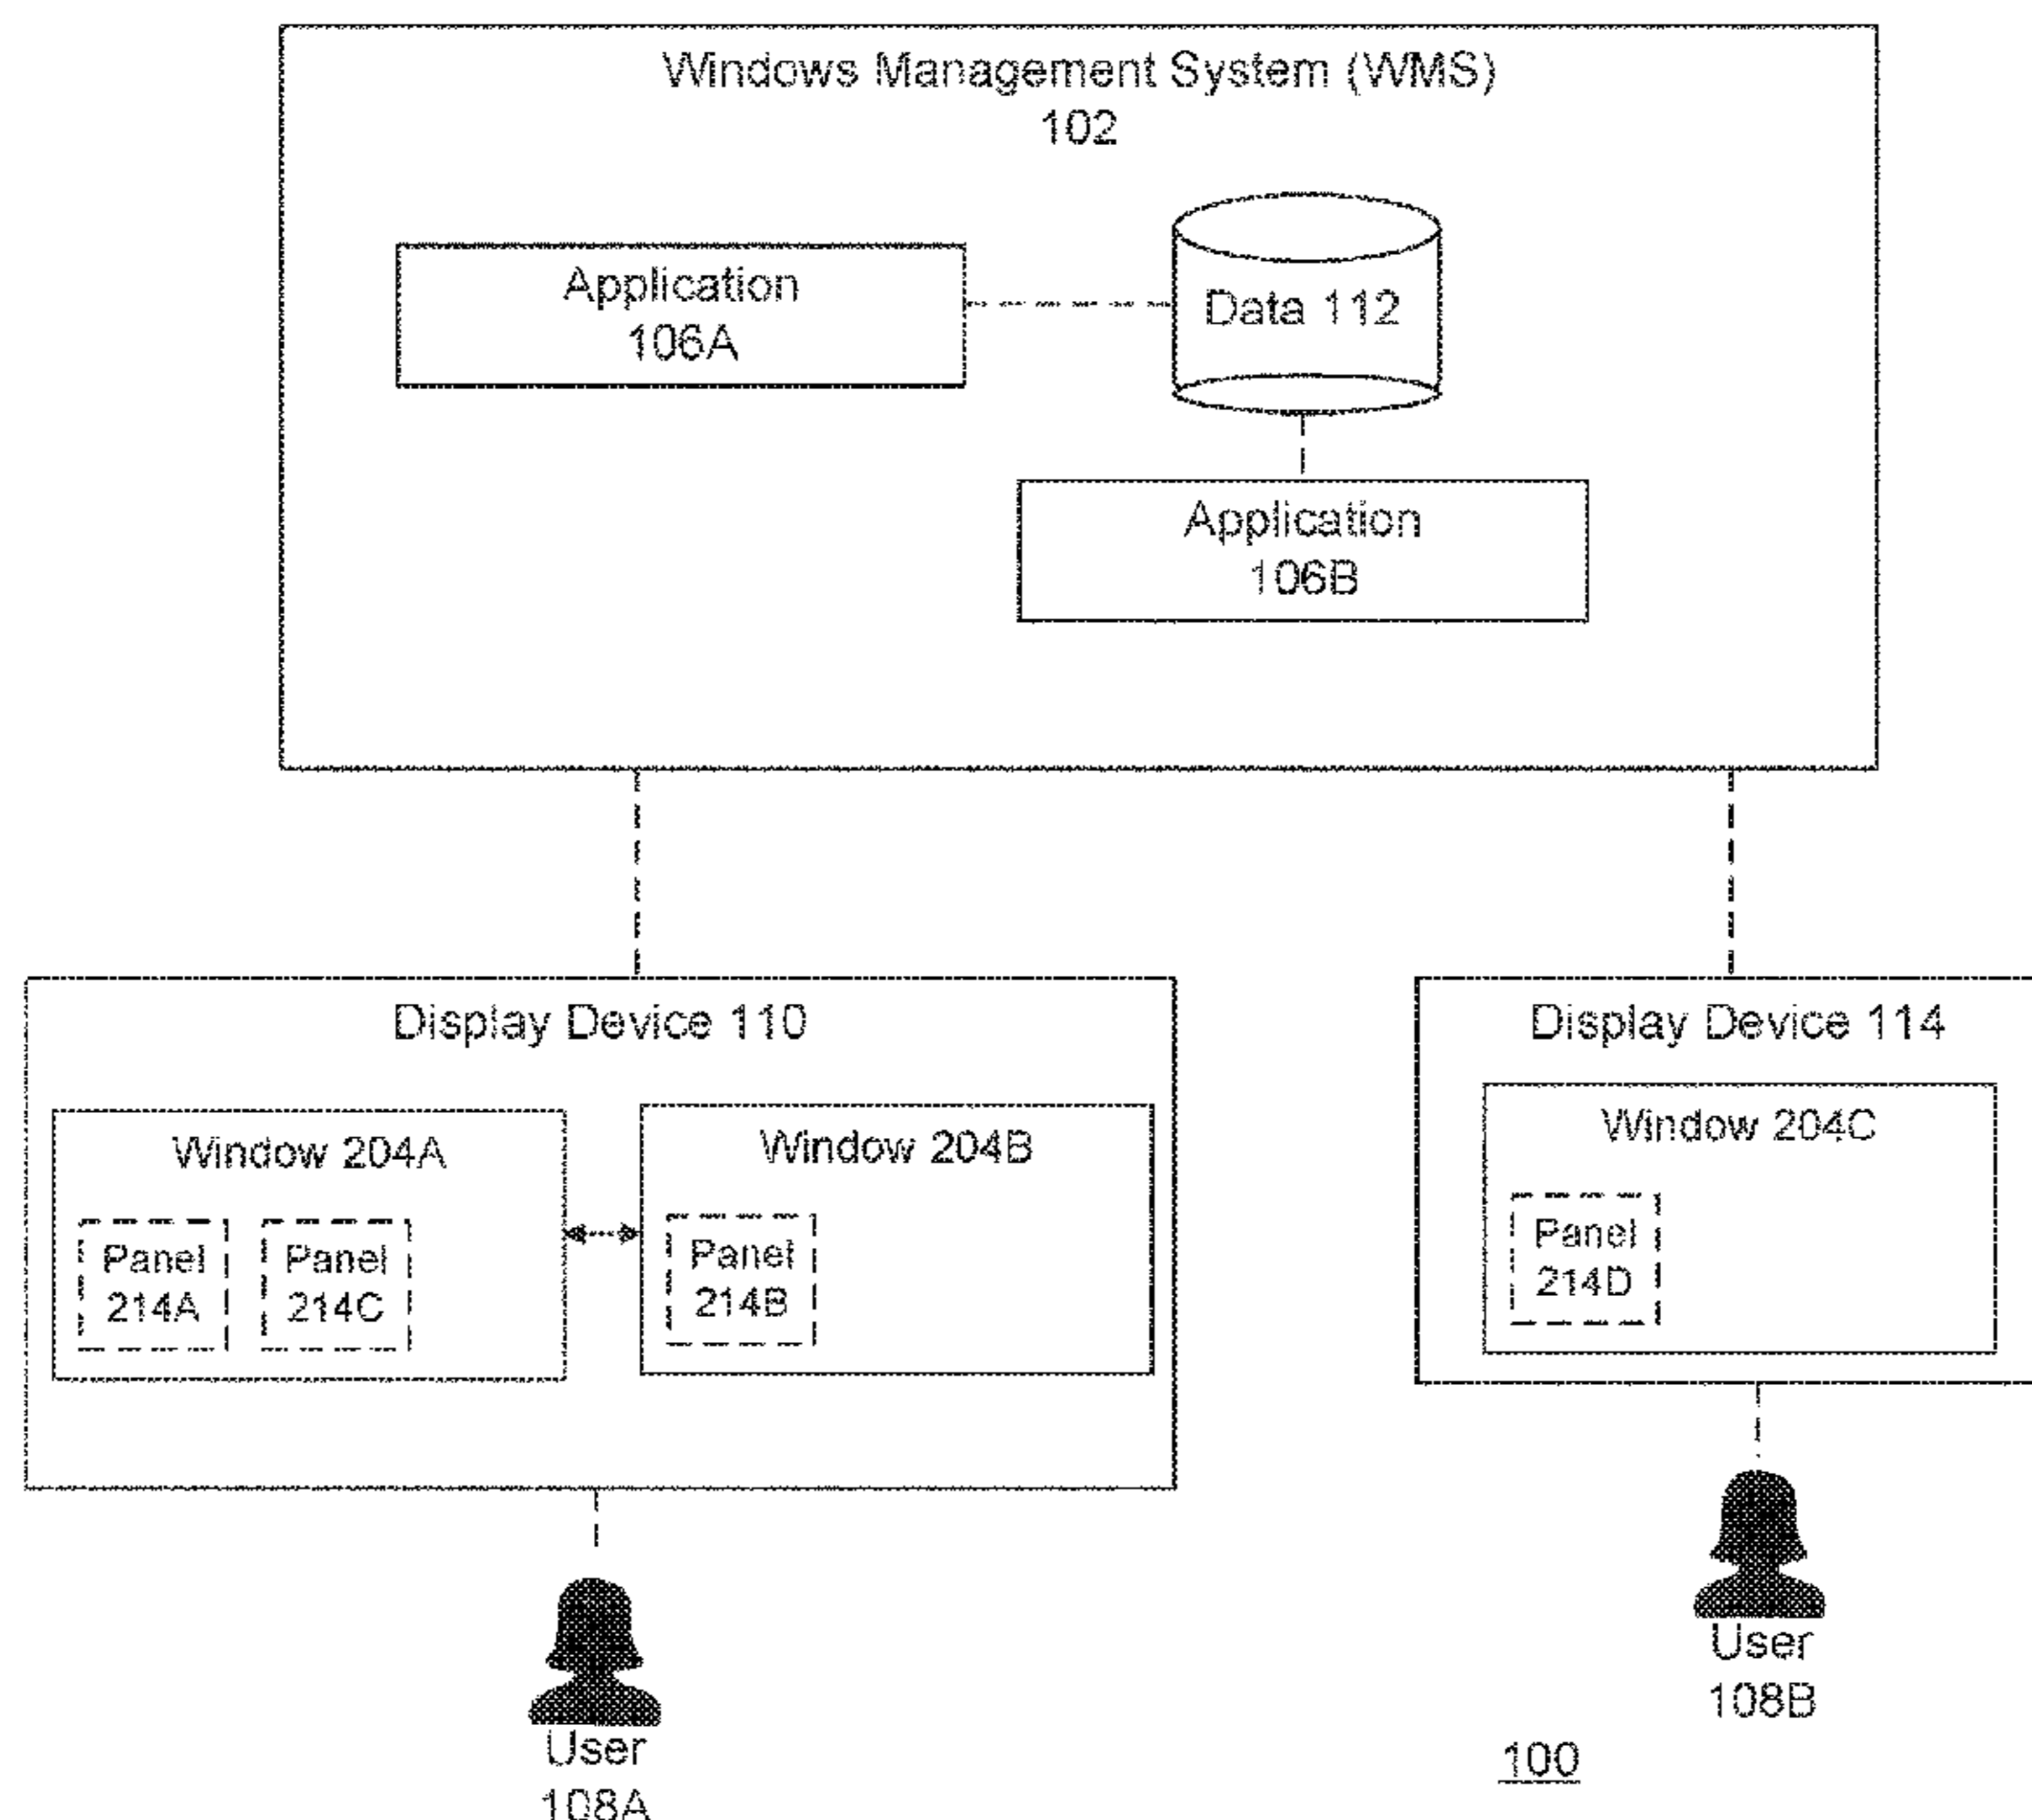 Windows Management System (WMS)
102
Application
106A
Data 112
Application
106B
Display Device 110
Window 204A
Panel
214A
Panel
214C
Window 204B
Panel
214B
Display Device 114
Window 204C
Panel
214D
User
108A
User
108B
100